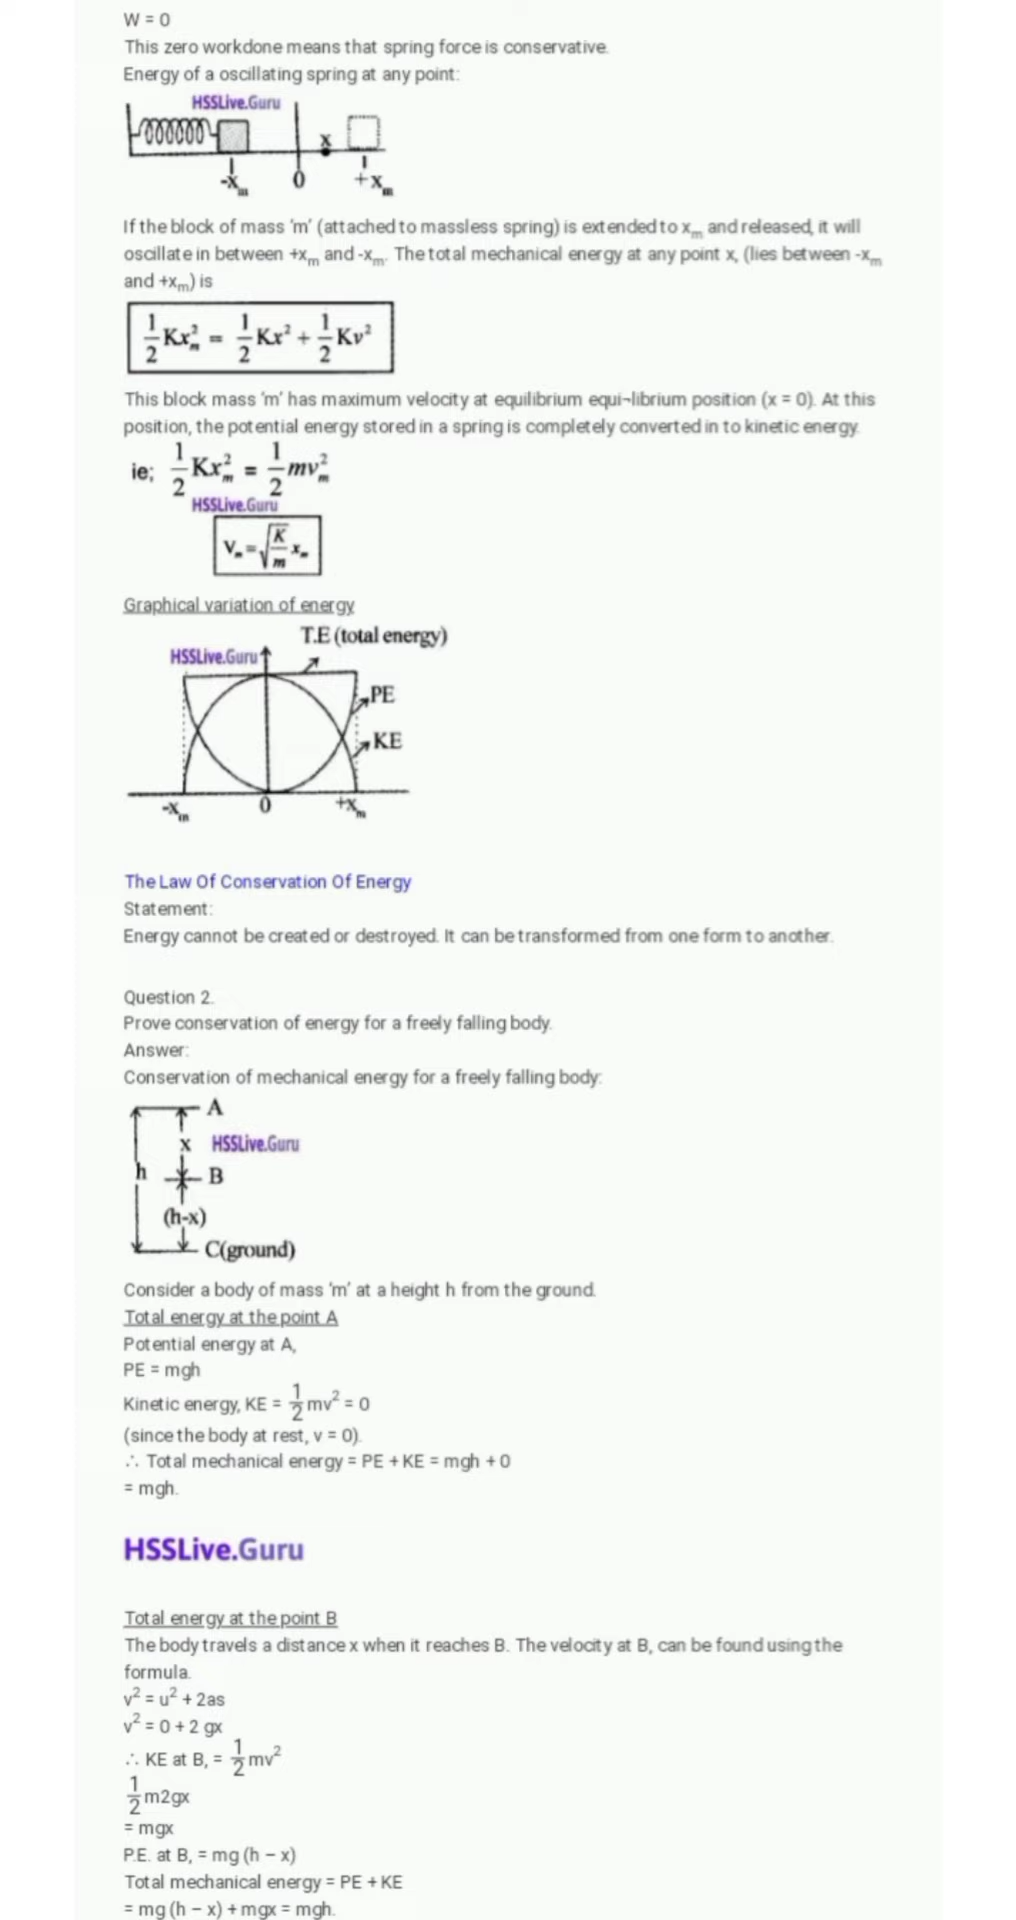 W = 0
This zero workdone means that spring force is conservative.
Energy of a oscillating spring at any point:
HSSLive.Guru
x
-xm 0 +xm
If the block of mass 'm' (attached to massless spring) is extended to xm and released, it will
oscillate in between +xm and -xm. The total mechanical energy at any point x, (lies between -xm
and +xm) is
1/2 Kx²m = 1/2 Kx² + 1/2 Kv²
This block mass 'm' has maximum velocity at equilibrium equi¬librium position (x = 0). At this
position, the potential energy stored in a spring is completely converted in to kinetic energy.
ie; 1/2 Kx²m = 1/2 mv²m
HSSLive.Guru
Vm = √(K/m) xm
Graphical variation of energy
T.E (total energy)
HSSLive.Guru
PE
KE
-xm 0 +xm
The Law Of Conservation Of Energy
Statement:
Energy cannot be created or destroyed. It can be transformed from one form to another.
Question 2.
Prove conservation of energy for a freely falling body.
Answer:
Conservation of mechanical energy for a freely falling body:
A
x HSSLive.Guru
h B
(h-x)
C(ground)
Consider a body of mass 'm' at a height h from the ground.
Total energy at the point A
Potential energy at A,
PE = mgh
Kinetic energy, KE = 1/2 mv² = 0
(since the body at rest, v = 0).
∴ Total mechanical energy = PE + KE = mgh + 0
= mgh.
HSSLive.Guru
Total energy at the point B
The body travels a distance x when it reaches B. The velocity at B, can be found using the
formula.
v² = u² + 2as
v² = 0 + 2 gx
∴ KE at B, = 1/2 mv²
1/2 m2gx
= mgx
P.E. at B, = mg (h − x)
Total mechanical energy = PE + KE
= mg (h − x) + mgx = mgh.